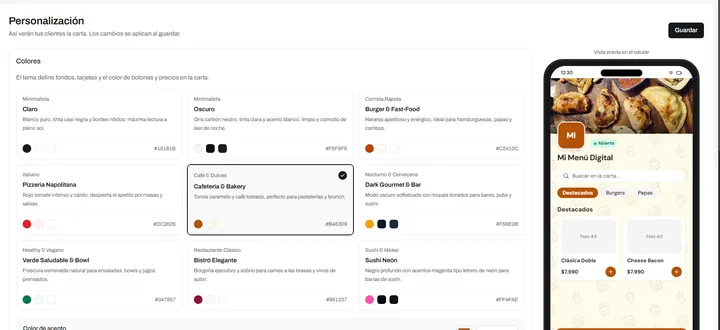 Personalización
Así verán tus clientes la carta. Los cambios se aplican al guardar.
Guardar
Colores
El tema define fondos, tarjetas y el color de botones y precios en la carta.
Minimalista
Claro
Blanco puro, tinta casi negra y bordes nítidos: máxima lectura a
pleno sol.
#18181B
Minimalista
Oscuro
Gris carbón neutro, tinta clara y acento blanco: limpio y cómodo de
leer de noche.
#F5F5F5
Comida Rápida
Burger & Fast-Food
Naranja apetitoso y enérgico, ideal para hamburguesas, papas y
combos.
#C2410C
Italiano
Pizzería Napolitana
Rojo tomate intenso y cálido, despierta el apetito por masas y
salsas.
#DC2626
Café & Dulces
Cafetería & Bakery
Tonos caramelo y café tostado, perfecto para pastelerías y brunch.
#B45309
Nocturno & Cervecería
Dark Gourmet & Bar
Modo oscuro sofisticado con toques dorados para bares, pubs y
sushi.
#F59E0B
Healthy & Vegano
Verde Saludable & Bowl
Frescura esmeralda natural para ensaladas, bowls y jugos
prensados.
#047857
Restaurante Clásico
Bistró Elegante
Borgoña ejecutivo y sobrio para carnes a las brasas y vinos de
autor.
#881337
Sushi & Nikkei
Sushi Neón
Negro profundo con acentos magenta tipo letrero de neón para
barras de sushi.
#FF4FAE
Color de acento
Vista previa en el celular
12:30
MI
Abierto
Mi Menú Digital
Buscar en la carta...
Destacados
Burgers
Papas
Destacados
Foto 4:3
Clásica Doble
$7.990
+
Foto 4:3
Cheese Bacon
$7.990
+